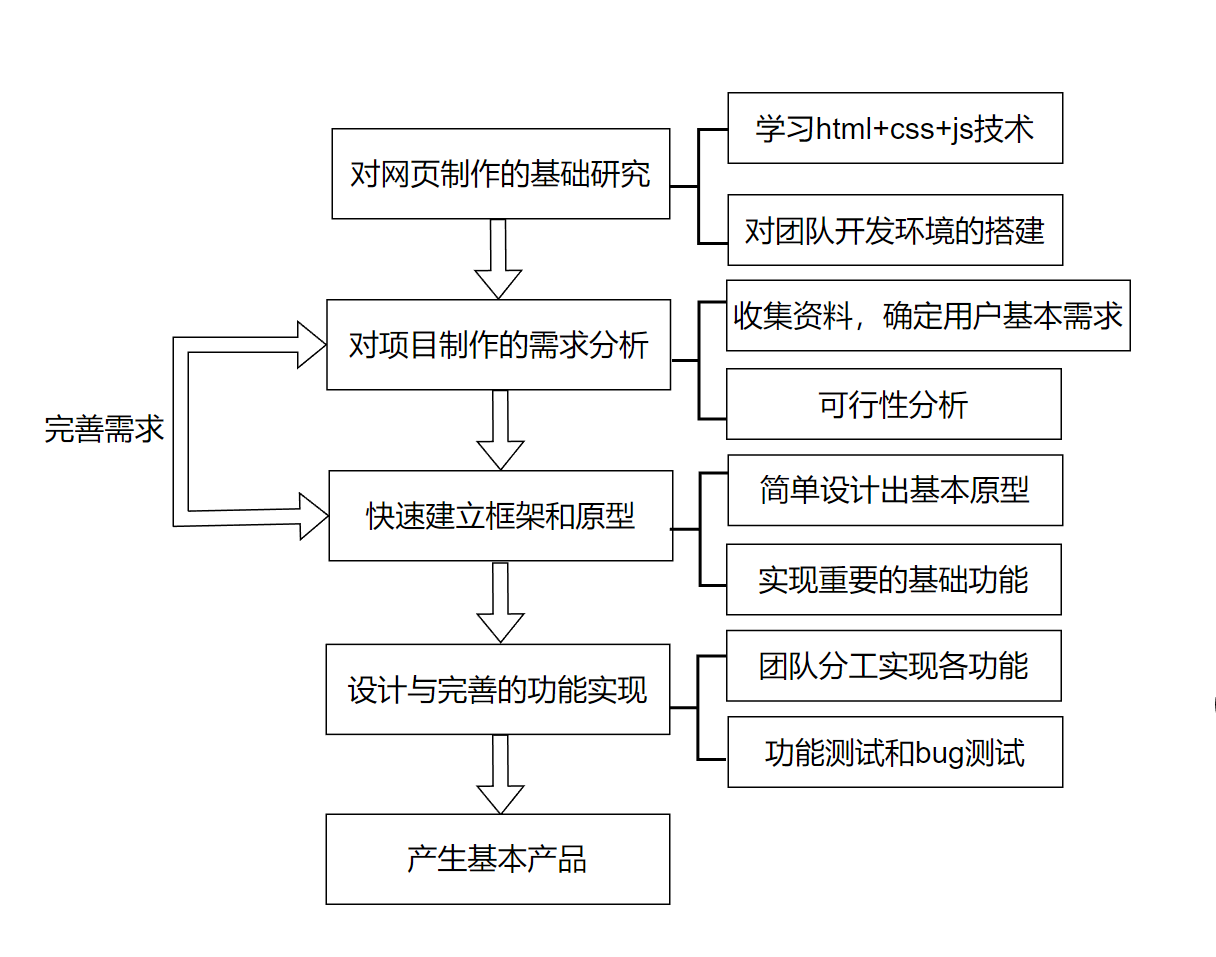 学习html+css+js技术
对网页制作的基础研究
对团队开发环境的搭建
收集资料，确定用户基本需求
对项目制作的需求分析
可行性分析
完善需求
简单设计出基本原型
快速建立框架和原型
实现重要的基础功能
团队分工实现各功能
设计与完善的功能实现
功能测试和bug测试
产生基本产品